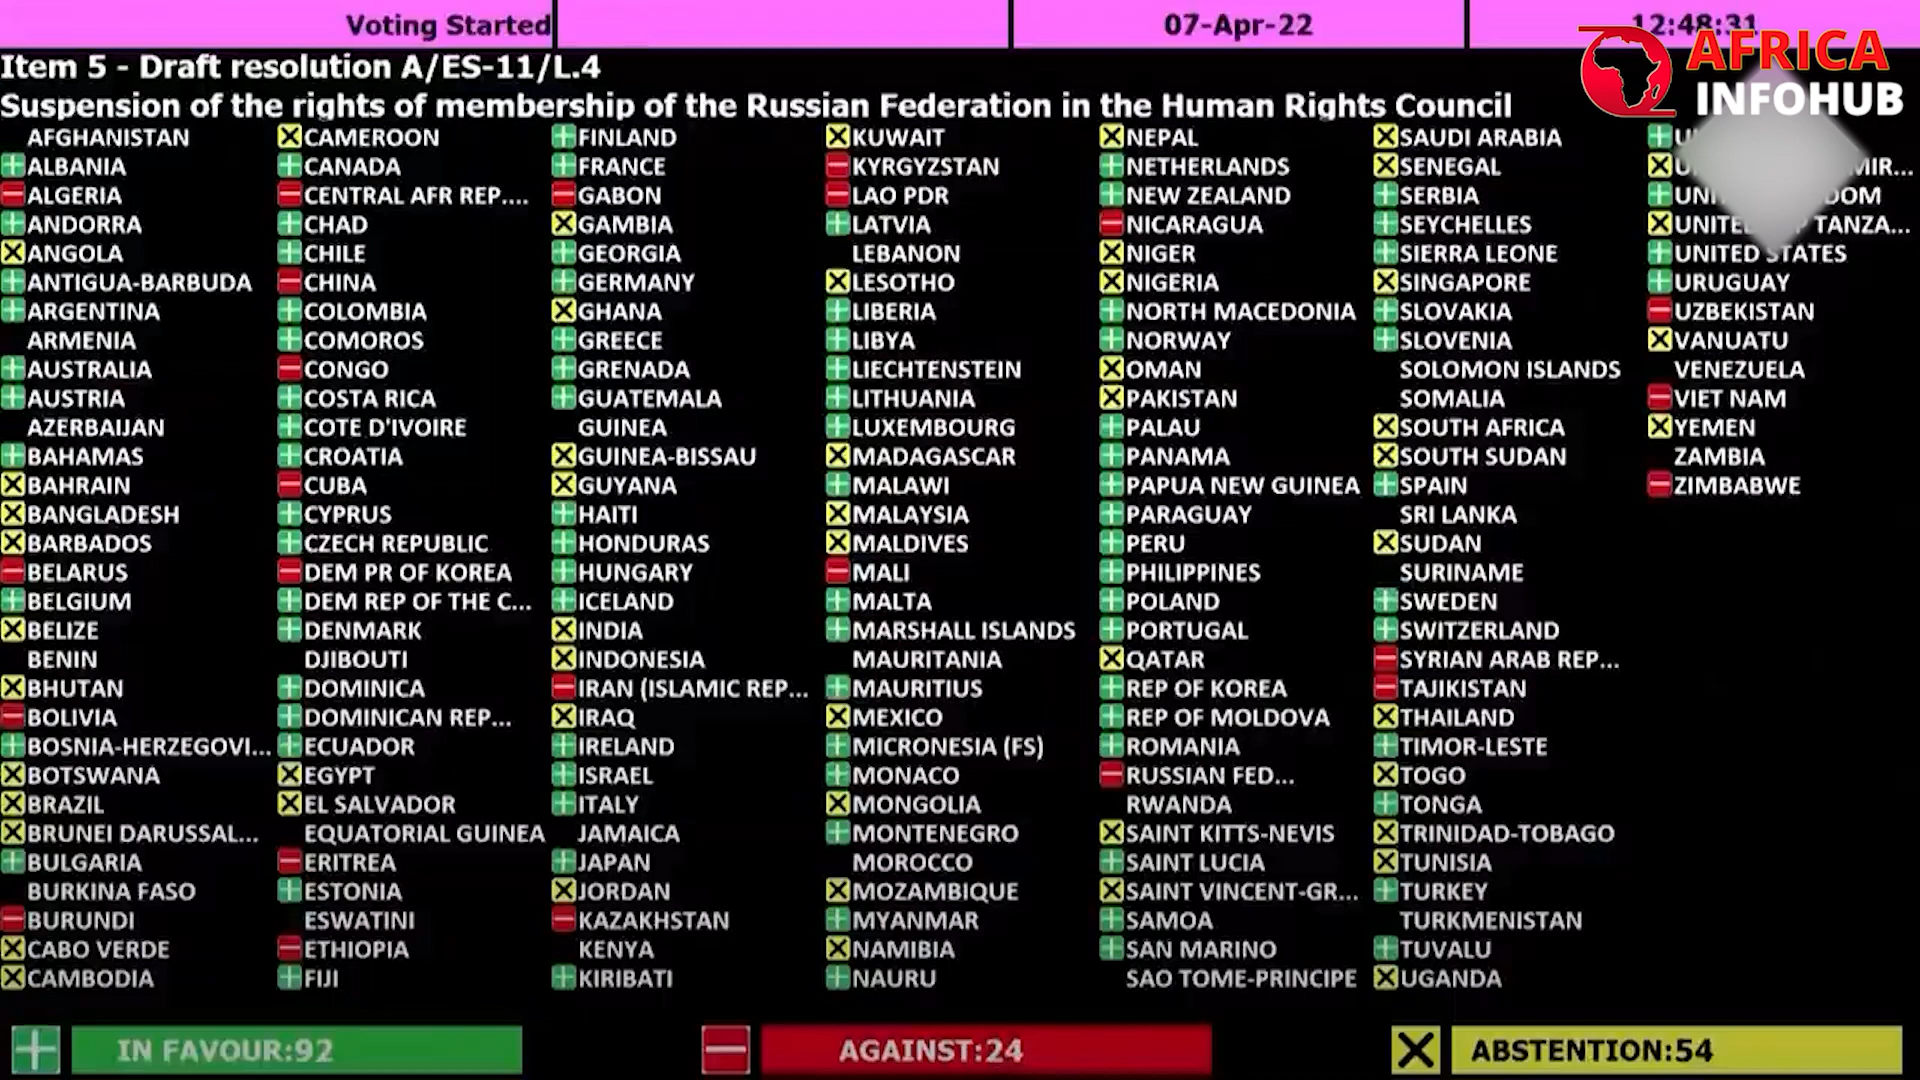 Voting Started 07-Apr-22 12:48:31
AFRICA
INFOHUB
Item 5 - Draft resolution A/ES-11/L.4
Suspension of the rights of membership of the Russian Federation in the Human Rights Council
AFGHANISTAN
ALBANIA
ALGERIA
ANDORRA
ANGOLA
ANTIGUA-BARBUDA
ARGENTINA
ARMENIA
AUSTRALIA
AUSTRIA
AZERBAIJAN
BAHAMAS
BAHRAIN
BANGLADESH
BARBADOS
BELARUS
BELGIUM
BELIZE
BENIN
BHUTAN
BOLIVIA
BOSNIA-HERZEGOVI...
BOTSWANA
BRAZIL
BRUNEI DARUSSAL...
BULGARIA
BURKINA FASO
BURUNDI
CABO VERDE
CAMBODIA
CAMEROON
CANADA
CENTRAL AFR REP....
CHAD
CHILE
CHINA
COLOMBIA
COMOROS
CONGO
COSTA RICA
COTE D'IVOIRE
CROATIA
CUBA
CYPRUS
CZECH REPUBLIC
DEM PR OF KOREA
DEM REP OF THE C...
DENMARK
DJIBOUTI
DOMINICA
DOMINICAN REP...
ECUADOR
EGYPT
EL SALVADOR
EQUATORIAL GUINEA
ERITREA
ESTONIA
ESWATINI
ETHIOPIA
FIJI
FINLAND
FRANCE
GABON
GAMBIA
GEORGIA
GERMANY
GHANA
GREECE
GRENADA
GUATEMALA
GUINEA
GUINEA-BISSAU
GUYANA
HAITI
HONDURAS
HUNGARY
ICELAND
INDIA
INDONESIA
IRAN (ISLAMIC REP...
IRAQ
IRELAND
ISRAEL
ITALY
JAMAICA
JAPAN
JORDAN
KAZAKHSTAN
KENYA
KIRIBATI
KUWAIT
KYRGYZSTAN
LAO PDR
LATVIA
LEBANON
LESOTHO
LIBERIA
LIBYA
LIECHTENSTEIN
LITHUANIA
LUXEMBOURG
MADAGASCAR
MALAWI
MALAYSIA
MALDIVES
MALI
MALTA
MARSHALL ISLANDS
MAURITANIA
MAURITIUS
MEXICO
MICRONESIA (FS)
MONACO
MONGOLIA
MONTENEGRO
MOROCCO
MOZAMBIQUE
MYANMAR
NAMIBIA
NAURU
NEPAL
NETHERLANDS
NEW ZEALAND
NICARAGUA
NIGER
NIGERIA
NORTH MACEDONIA
NORWAY
OMAN
PAKISTAN
PALAU
PANAMA
PAPUA NEW GUINEA
PARAGUAY
PERU
PHILIPPINES
POLAND
PORTUGAL
QATAR
REP OF KOREA
REP OF MOLDOVA
ROMANIA
RUSSIAN FED...
RWANDA
SAINT KITTS-NEVIS
SAINT LUCIA
SAINT VINCENT-GR...
SAMOA
SAN MARINO
SAO TOME-PRINCIPE
SAUDI ARABIA
SENEGAL
SERBIA
SEYCHELLES
SIERRA LEONE
SINGAPORE
SLOVAKIA
SLOVENIA
SOLOMON ISLANDS
SOMALIA
SOUTH AFRICA
SOUTH SUDAN
SPAIN
SRI LANKA
SUDAN
SURINAME
SWEDEN
SWITZERLAND
SYRIAN ARAB REP...
TAJIKISTAN
THAILAND
TIMOR-LESTE
TOGO
TONGA
TRINIDAD-TOBAGO
TUNISIA
TURKEY
TURKMENISTAN
TUVALU
UGANDA
TANZA...
UNITED STATES
URUGUAY
UZBEKISTAN
VANUATU
VENEZUELA
VIET NAM
YEMEN
ZAMBIA
ZIMBABWE
IN FAVOUR:92
AGAINST:24
ABSTENTION:54